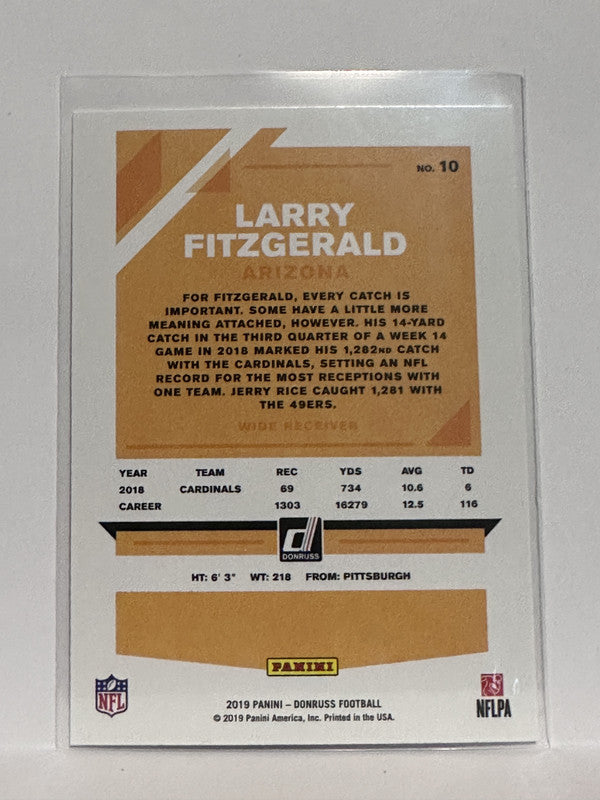 NO. 10
LARRY
FITZGERALD
ARIZONA
FOR FITZGERALD, EVERY CATCH IS
IMPORTANT. SOME HAVE A LITTLE MORE
MEANING ATTACHED, HOWEVER. HIS 14-YARD
CATCH IN THE THIRD QUARTER OF A WEEK 14
GAME IN 2018 MARKED HIS 1,282ND CATCH
WITH THE CARDINALS, SETTING AN NFL
RECORD FOR THE MOST RECEPTIONS WITH
ONE TEAM. JERRY RICE CAUGHT 1,281 WITH
THE 49ERS.
WIDE RECEIVER
YEAR TEAM REC YDS AVG TD
2018 CARDINALS 69 734 10.6 6
CAREER 1303 16279 12.5 116
d
DONRUSS
HT: 6' 3" WT: 218 FROM: PITTSBURGH
PANINI
NFL
2019 PANINI – DONRUSS FOOTBALL
© 2019 Panini America, Inc. Printed in the USA.
NFLPA